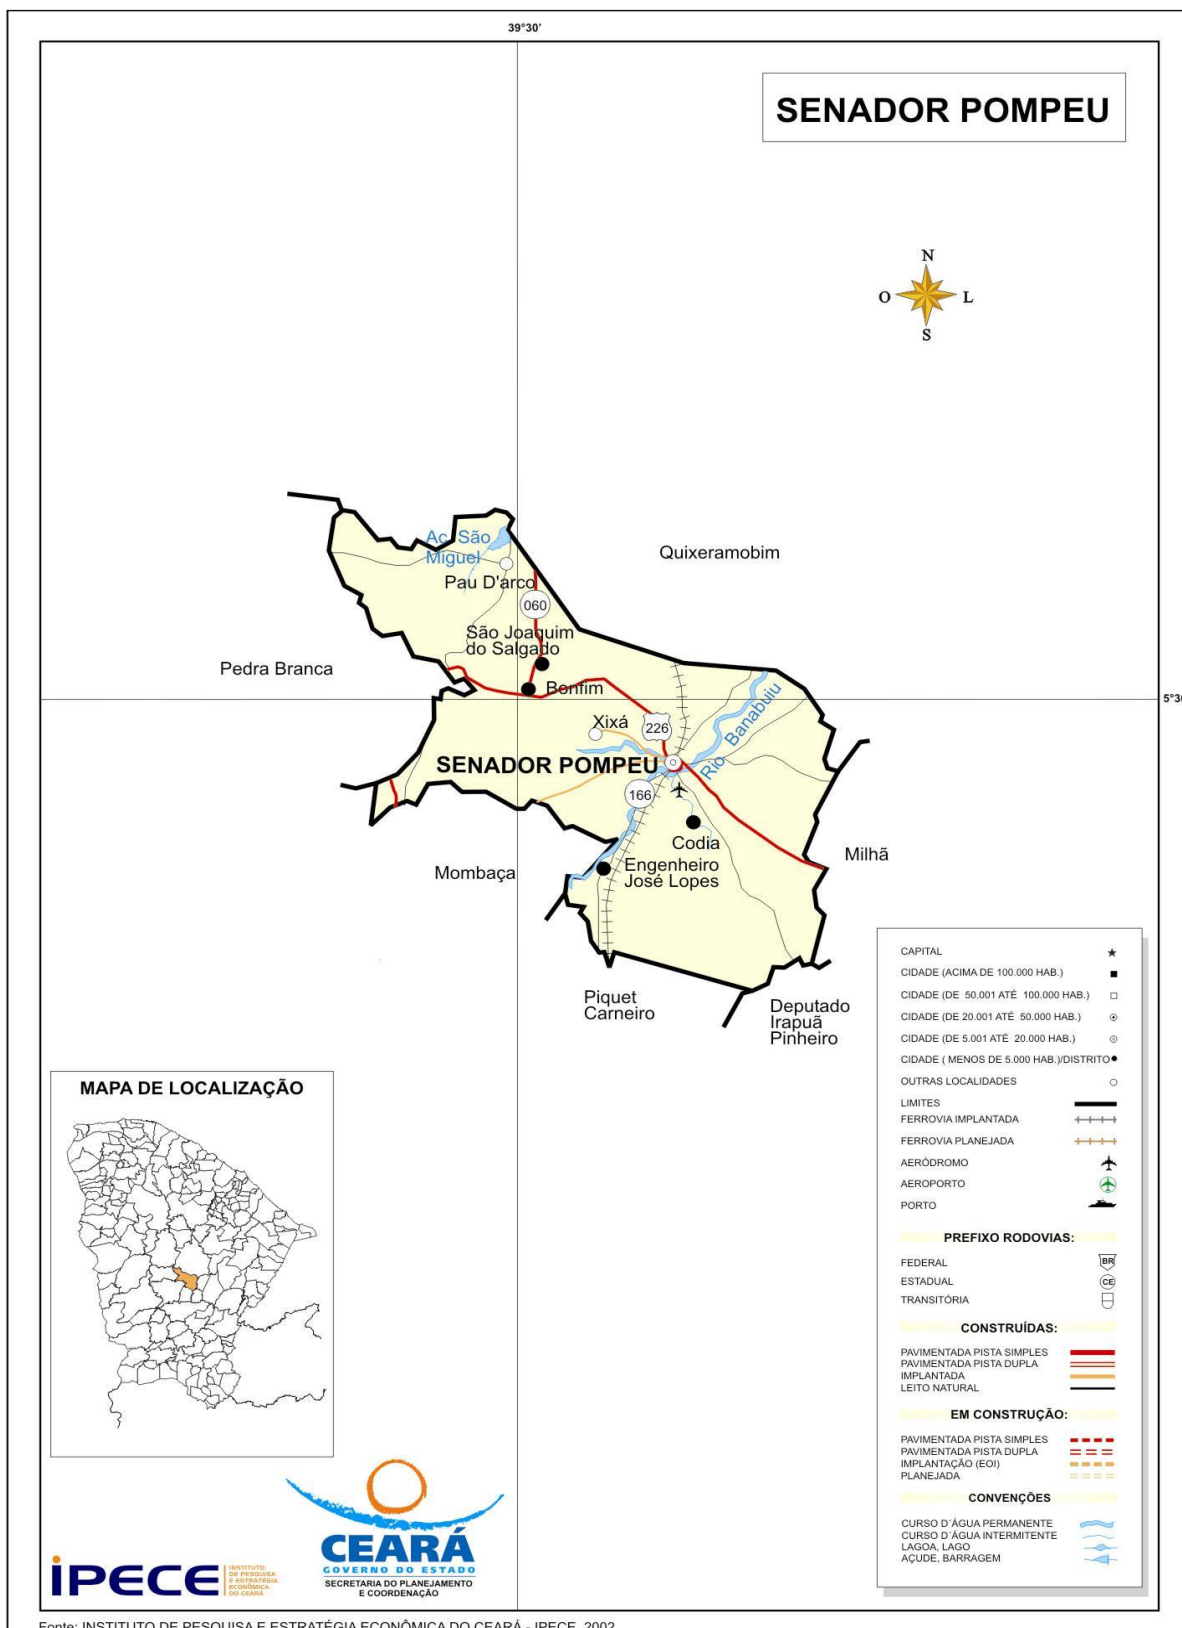 39°30'
SENADOR POMPEU
N
O
L
S
Ac. São
Miguel
Quixeramobim
Pau D'arco
060
São Joaquim
do Salgado
Pedra Branca
Bonfim
5°30
Xixá
226
Rio Banabuiu
SENADOR POMPEU
166
Codia
Milhã
Engenheiro
José Lopes
Mombaça
Piquet
Carneiro
Deputado
Irapuã
Pinheiro
CAPITAL
CIDADE (ACIMA DE 100.000 HAB.)
CIDADE (DE 50.001 ATÉ 100.000 HAB.)
CIDADE (DE 20.001 ATÉ 50.000 HAB.)
CIDADE (DE 5.001 ATÉ 20.000 HAB.)
CIDADE ( MENOS DE 5.000 HAB.)/DISTRITO
OUTRAS LOCALIDADES
LIMITES
FERROVIA IMPLANTADA
FERROVIA PLANEJADA
AERÓDROMO
AEROPORTO
PORTO
PREFIXO RODOVIAS:
FEDERAL BR
ESTADUAL CE
TRANSITÓRIA
CONSTRUÍDAS:
PAVIMENTADA PISTA SIMPLES
PAVIMENTADA PISTA DUPLA
IMPLANTADA
LEITO NATURAL
EM CONSTRUÇÃO:
PAVIMENTADA PISTA SIMPLES
PAVIMENTADA PISTA DUPLA
IMPLANTAÇÃO (EOI)
PLANEJADA
CONVENÇÕES
CURSO D´ÁGUA PERMANENTE
CURSO D´ÁGUA INTERMITENTE
LAGOA, LAGO
AÇUDE, BARRAGEM
MAPA DE LOCALIZAÇÃO
IPECE
INSTITUTO
DE PESQUISA
E ESTRATÉGIA
ECONÔMICA
DO CEARÁ
CEARÁ
GOVERNO DO ESTADO
SECRETARIA DO PLANEJAMENTO
E COORDENAÇÃO
Fonte: INSTITUTO DE PESQUISA E ESTRATÉGIA ECONÔMICA DO CEARÁ - IPECE, 2002